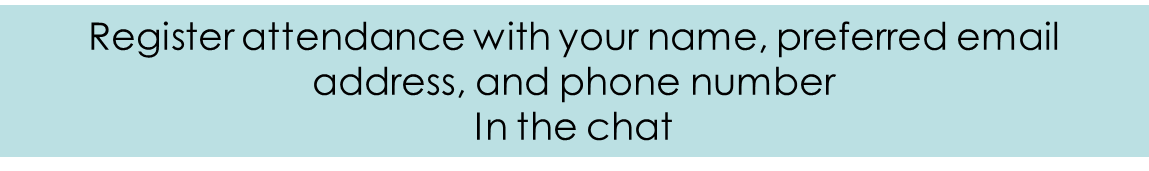 Register attendance with your name, preferred email
address, and phone number
In the chat